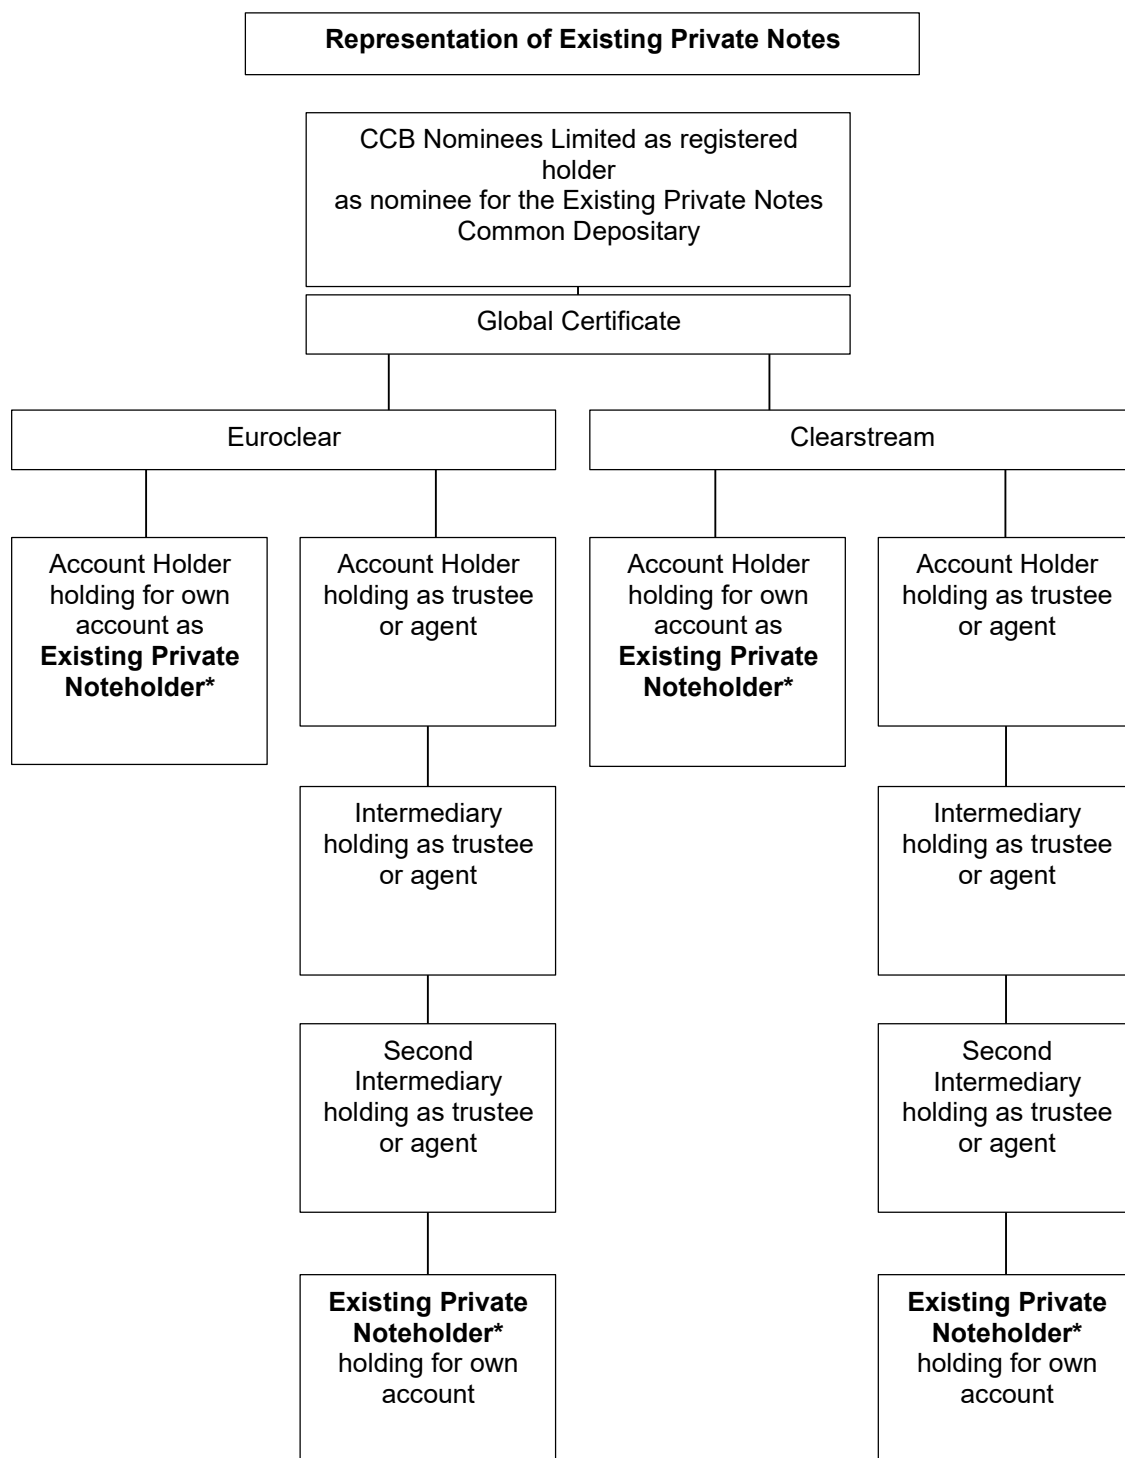 Representation of Existing Private Notes
CCB Nominees Limited as registered
holder
as nominee for the Existing Private Notes
Common Depositary
Global Certificate
Euroclear
Clearstream
Account Holder
holding for own
account as
Existing Private
Noteholder*
Account Holder
holding as trustee
or agent
Account Holder
holding for own
account as
Existing Private
Noteholder*
Account Holder
holding as trustee
or agent
Intermediary
holding as trustee
or agent
Intermediary
holding as trustee
or agent
Second
Intermediary
holding as trustee
or agent
Second
Intermediary
holding as trustee
or agent
Existing Private
Noteholder*
holding for own
account
Existing Private
Noteholder*
holding for own
account